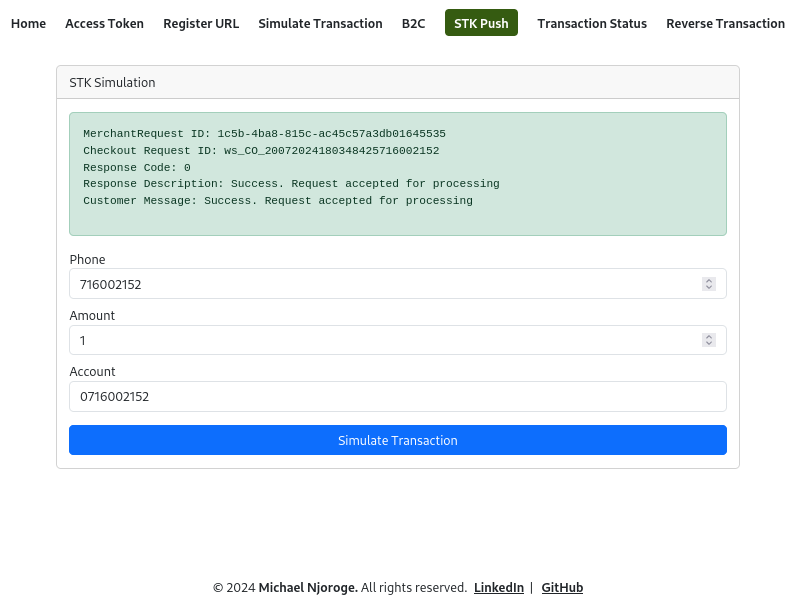 Home Access Token Register URL Simulate Transaction B2C STK Push Transaction Status Reverse Transaction
STK Simulation
MerchantRequest ID: 1c5b-4ba8-815c-ac45c57a3db01645535
Checkout Request ID: ws_CO_20072024180348425716002152
Response Code: 0
Response Description: Success. Request accepted for processing
Customer Message: Success. Request accepted for processing
Phone
716002152
Amount
1
Account
0716002152
Simulate Transaction
© 2024 Michael Njoroge. All rights reserved. LinkedIn | GitHub